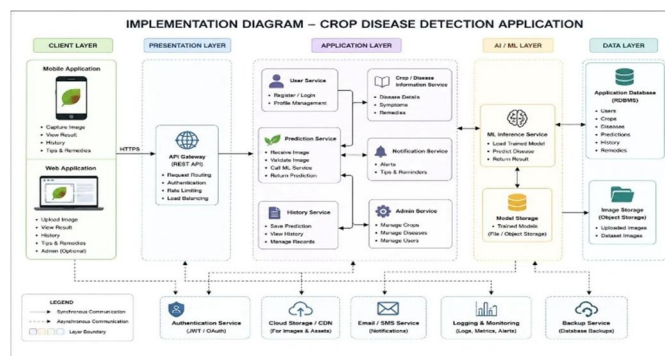 IMPLEMENTATION DIAGRAM – CROP DISEASE DETECTION APPLICATION
CLIENT LAYER
Mobile Application
• Capture Image
• View Result
• History
• Tips & Remedies
Web Application
• Upload Image
• View Result
• History
• Tips & Remedies
• Admin (Optional)
HTTPS
PRESENTATION LAYER
API Gateway
(REST API)
• Request Routing
• Authentication
• Rate Limiting
• Load Balancing
APPLICATION LAYER
User Service
• Register / Login
• Profile Management
Crop / Disease
Information Service
• Disease Details
• Symptoms
• Remedies
Prediction Service
• Receive Image
• Validate Image
• Call ML Service
• Return Prediction
Notification Service
• Alerts
• Tips & Reminders
History Service
• Save Prediction
• View History
• Manage Records
Admin Service
• Manage Crops
• Manage Diseases
• Manage Users
AI / ML LAYER
ML Inference Service
• Load Trained Model
• Predict Disease
• Return Result
Model Storage
• Trained Models
(File / Object Storage)
DATA LAYER
Application Database
(RDBMS)
• Users
• Crops
• Diseases
• Predictions
• History
• Remedies
Image Storage
(Object Storage)
• Uploaded Images
• Dataset Images
LEGEND
Synchronous Communication
Asynchronous Communication
Layer Boundary
Authentication Service
(JWT / OAuth)
Cloud Storage / CDN
(For Images & Assets)
Email / SMS Service
(Notifications)
Logging & Monitoring
(Logs, Metrics, Alerts)
Backup Service
(Database Backups)